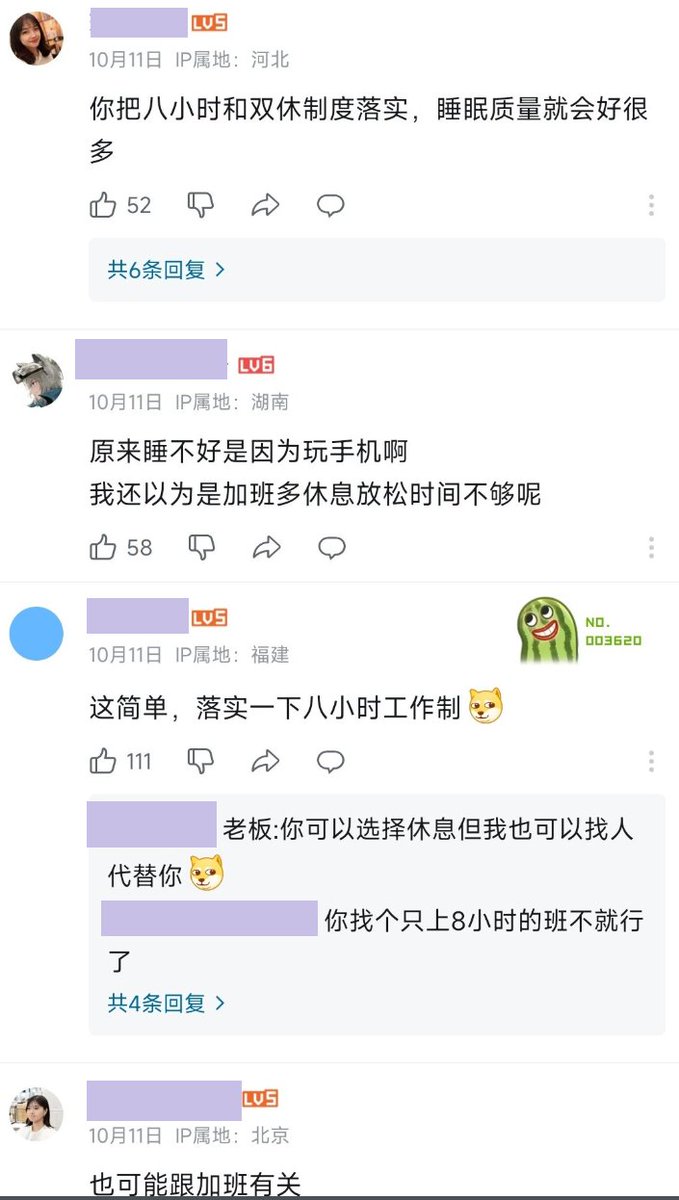 LV5
10月11日 IP属地：河北
你把八小时和双休制度落实，睡眠质量就会好很
多
52
共6条回复 >
LV6
10月11日 IP属地：湖南
原来睡不好是因为玩手机啊
我还以为是加班多休息放松时间不够呢
58
LV5
NO.
003620
10月11日 IP属地：福建
这简单，落实一下八小时工作制
111
老板:你可以选择休息但我也可以找人
代替你
你找个只上8小时的班不就行
了
共4条回复 >
LV5
10月11日 IP属地：北京
也可能跟加班有关